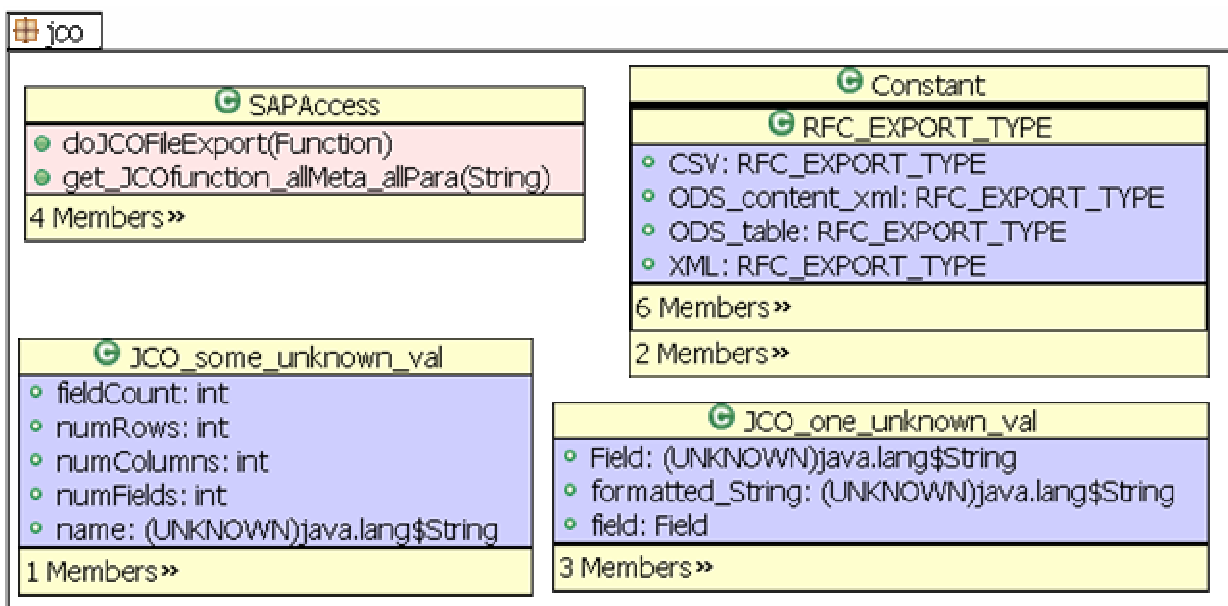 jco
SAPAccess
doJCOFileExport(Function)
get_JCOfunction_allMeta_allPara(String)
4 Members»
Constant
RFC_EXPORT_TYPE
CSV: RFC_EXPORT_TYPE
ODS_content_xml: RFC_EXPORT_TYPE
ODS_table: RFC_EXPORT_TYPE
XML: RFC_EXPORT_TYPE
6 Members»
2 Members»
JCO_some_unknown_val
fieldCount: int
numRows: int
numColumns: int
numFields: int
name: (UNKNOWN)java.lang$String
1 Members»
JCO_one_unknown_val
Field: (UNKNOWN)java.lang$String
formatted_String: (UNKNOWN)java.lang$String
field: Field
3 Members»